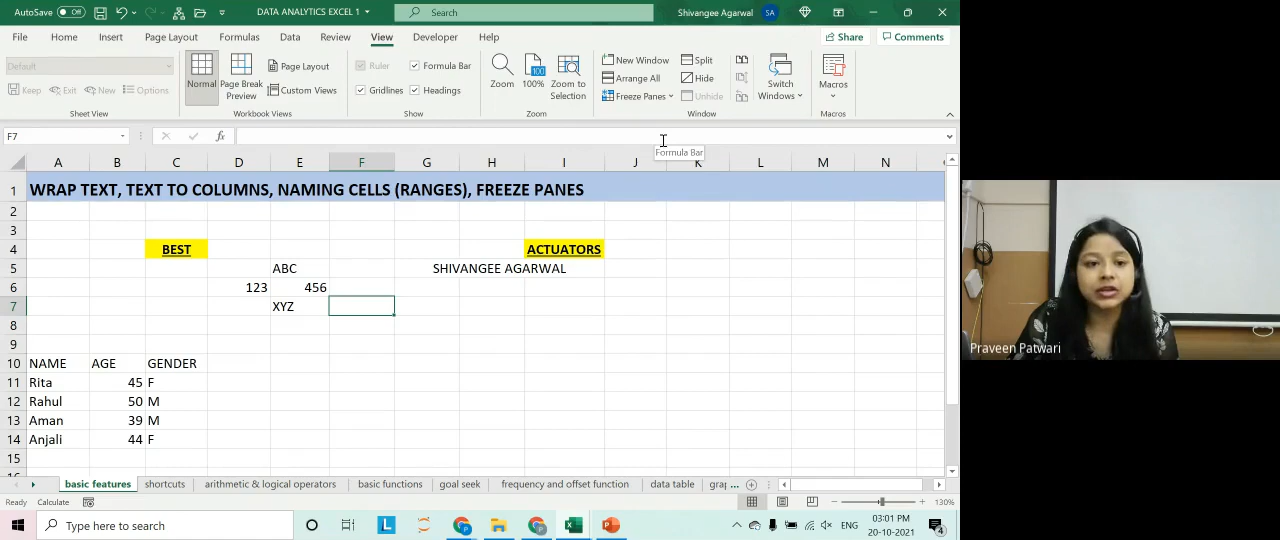 AutoSave Off DATA ANALYTICS EXCEL 1 Search Shivangee Agarwal SA
File Home Insert Page Layout Formulas Data Review View Developer Help Share Comments
Default
Keep Exit New Options
Sheet View
Normal Page Break Preview Page Layout Custom Views
Workbook Views
Ruler Formula Bar
Gridlines Headings
Show
Zoom 100% Zoom to Selection
Zoom
New Window Split
Arrange All Hide
Freeze Panes Unhide
Switch Windows
Window
Macros
Macros
F7 fx
Formula Bar
A B C D E F G H I J K L M N
1 WRAP TEXT, TEXT TO COLUMNS, NAMING CELLS (RANGES), FREEZE PANES
2
3
4 BEST ACTUATORS
5 ABC SHIVANGEE AGARWAL
6 123 456
7 XYZ
8
9
10 NAME AGE GENDER
11 Rita 45 F
12 Rahul 50 M
13 Aman 39 M
14 Anjali 44 F
15
basic features shortcuts arithmetic & logical operators basic functions goal seek frequency and offset function data table ...
Ready Calculate 130%
Type here to search ENG 03:01 PM
20-10-2021
4
Praveen Patwari